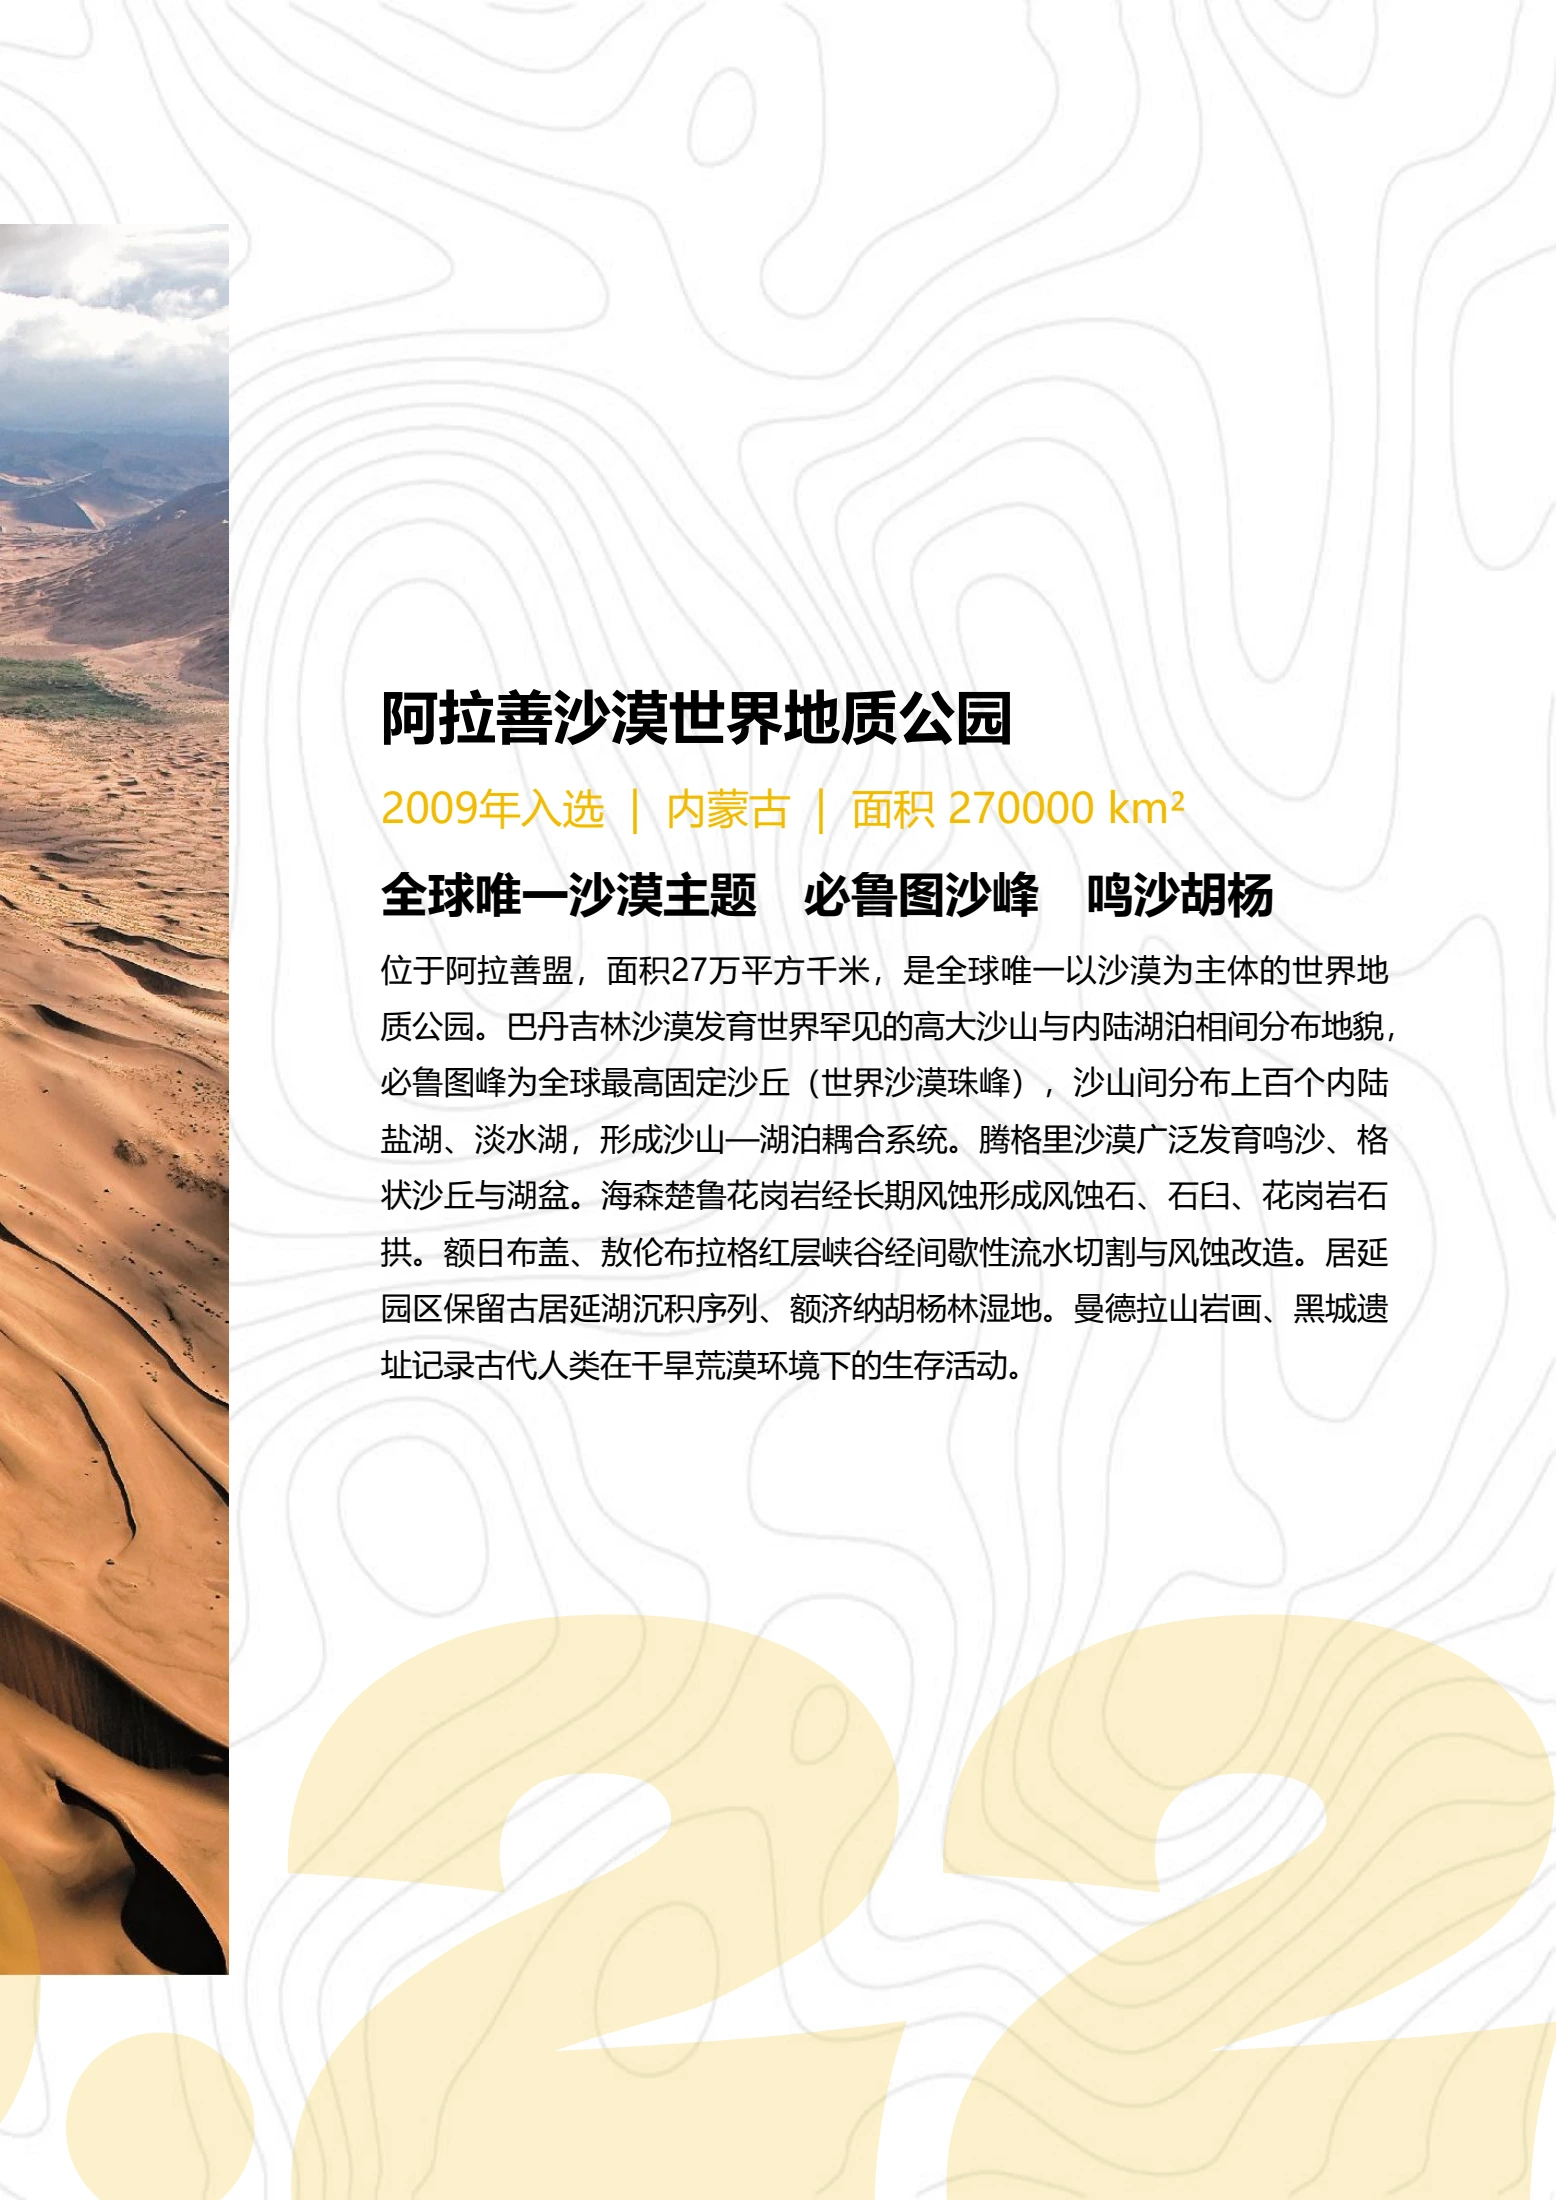 阿拉善沙漠世界地质公园
2009年入选 | 内蒙古 | 面积 270000 km²
全球唯一沙漠主题 必鲁图沙峰 鸣沙胡杨
位于阿拉善盟，面积27万平方千米，是全球唯一以沙漠为主体的世界地
质公园。巴丹吉林沙漠发育世界罕见的高大沙山与内陆湖泊相间分布地貌，
必鲁图峰为全球最高固定沙丘（世界沙漠珠峰），沙山间分布上百个内陆
盐湖、淡水湖，形成沙山—湖泊耦合系统。腾格里沙漠广泛发育鸣沙、格
状沙丘与湖盆。海森楚鲁花岗岩经长期风蚀形成风蚀石、石臼、花岗岩石
拱。额日布盖、敖伦布拉格红层峡谷经间歇性流水切割与风蚀改造。居延
园区保留古居延湖沉积序列、额济纳胡杨林湿地。曼德拉山岩画、黑城遗
址记录古代人类在干旱荒漠环境下的生存活动。
.22